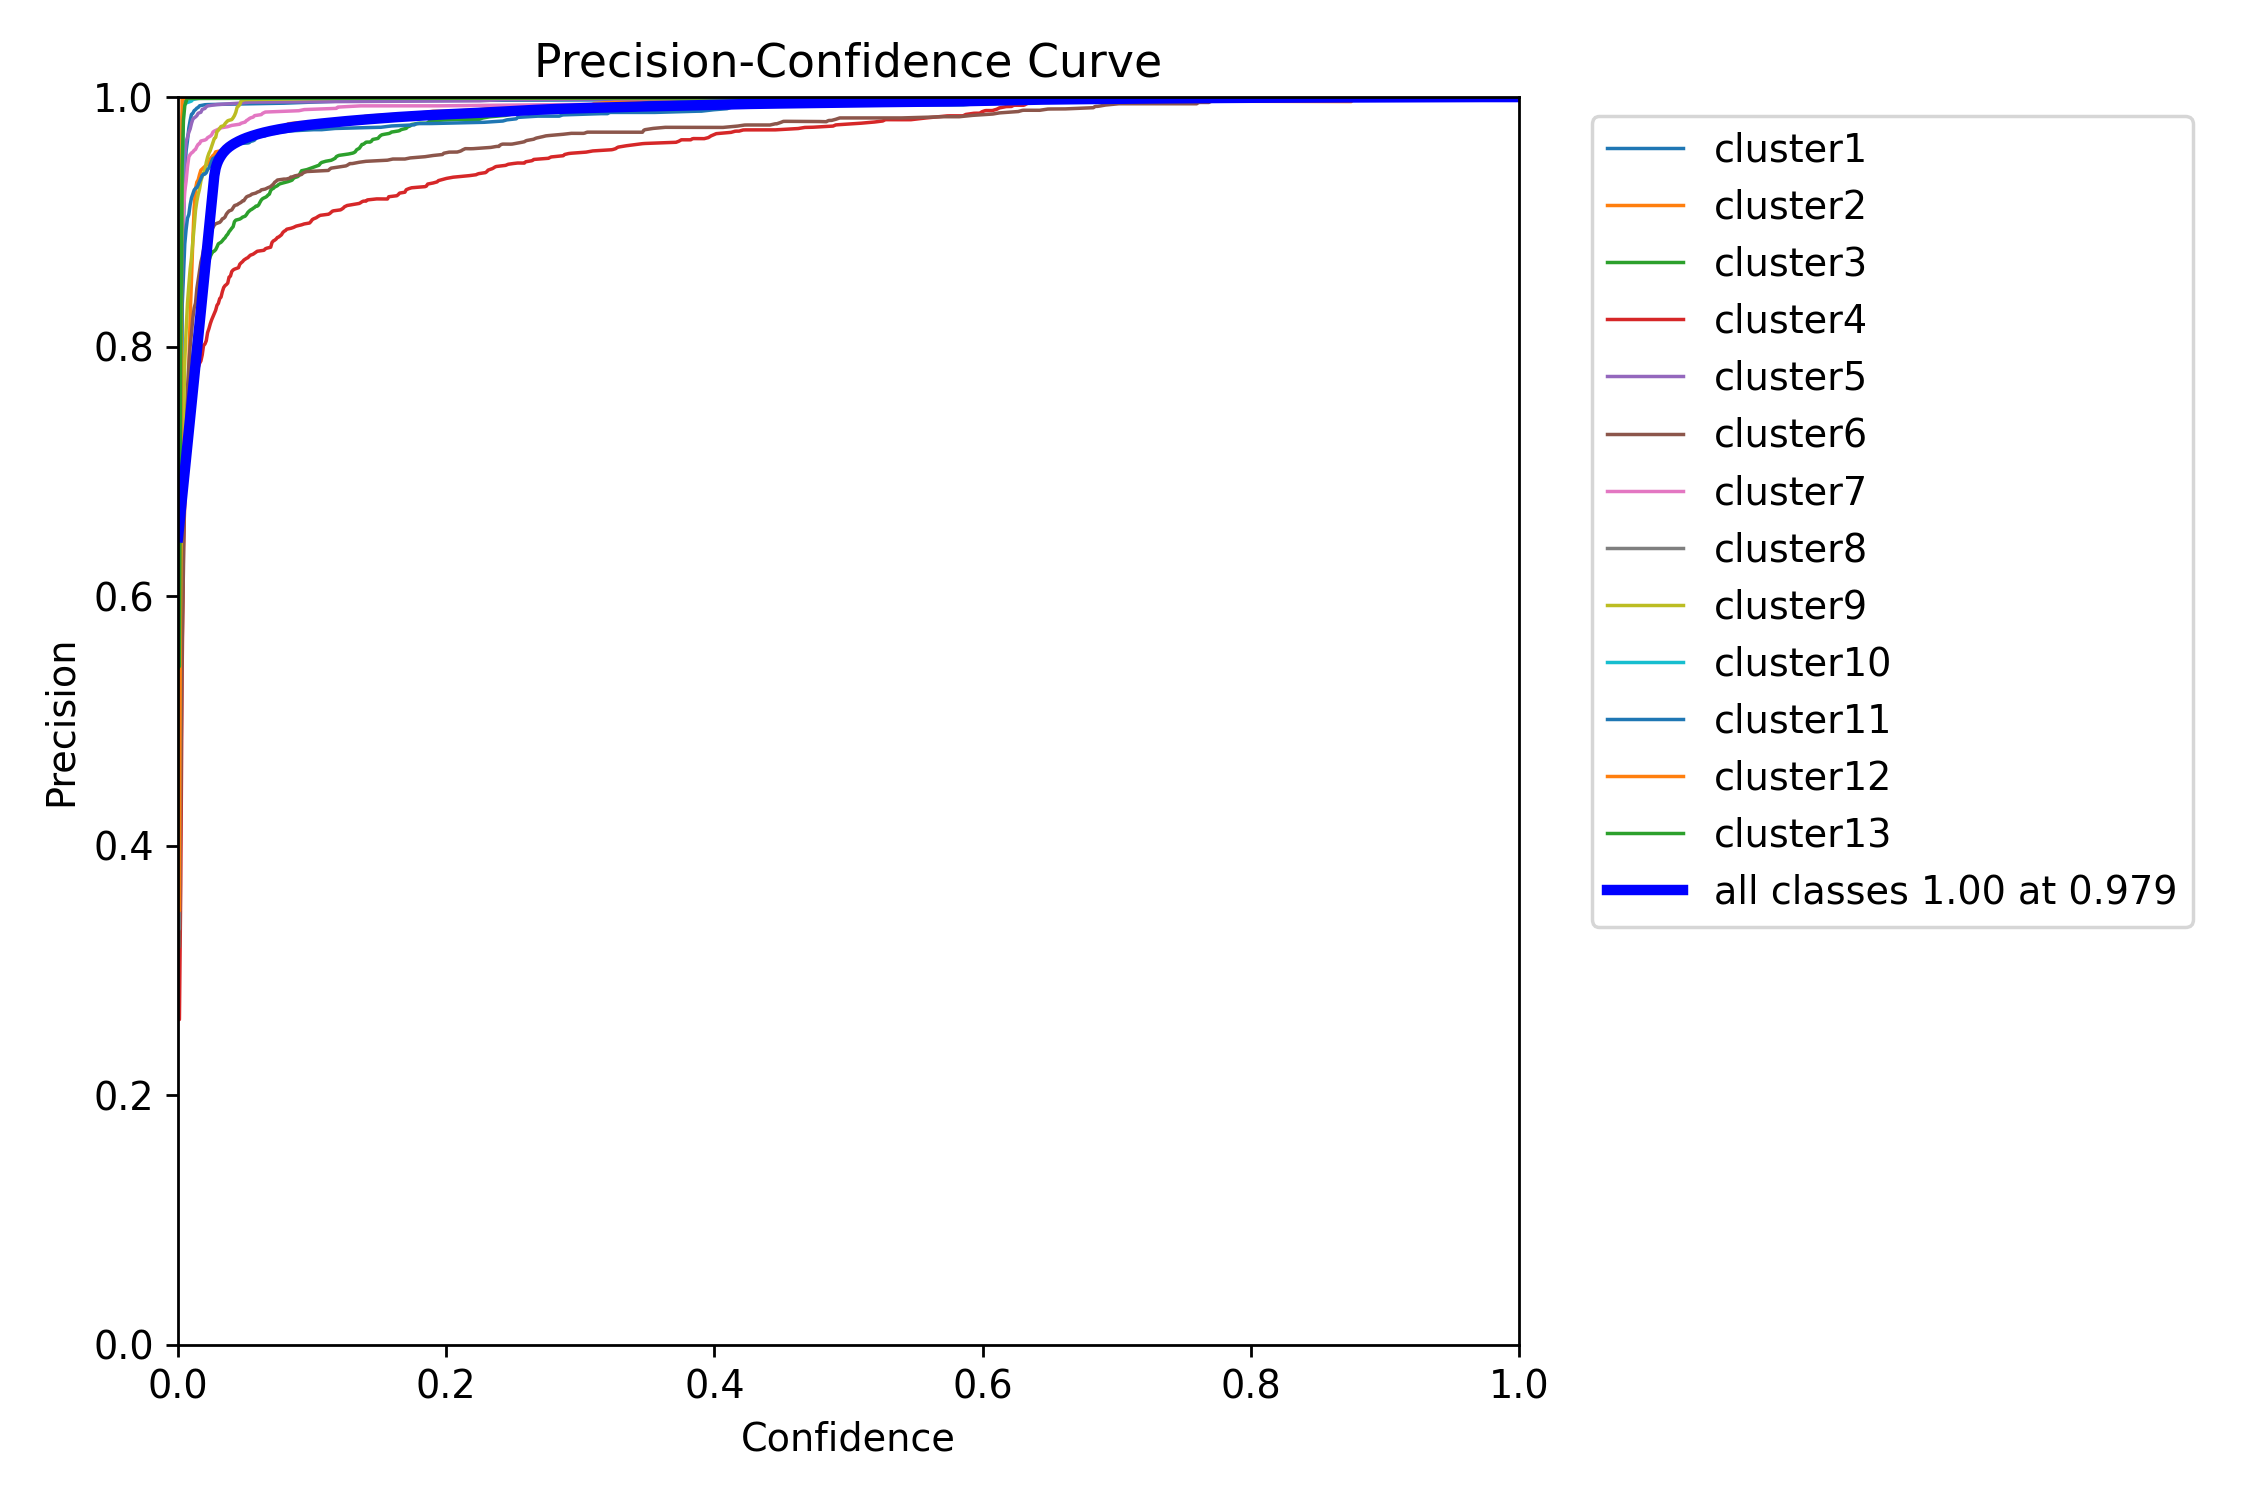 Precision-Confidence Curve
1.0
0.8
0.6
0.4
0.2
0.0
Precision
0.0 0.2 0.4 0.6 0.8 1.0
Confidence
cluster1
cluster2
cluster3
cluster4
cluster5
cluster6
cluster7
cluster8
cluster9
cluster10
cluster11
cluster12
cluster13
all classes 1.00 at 0.979